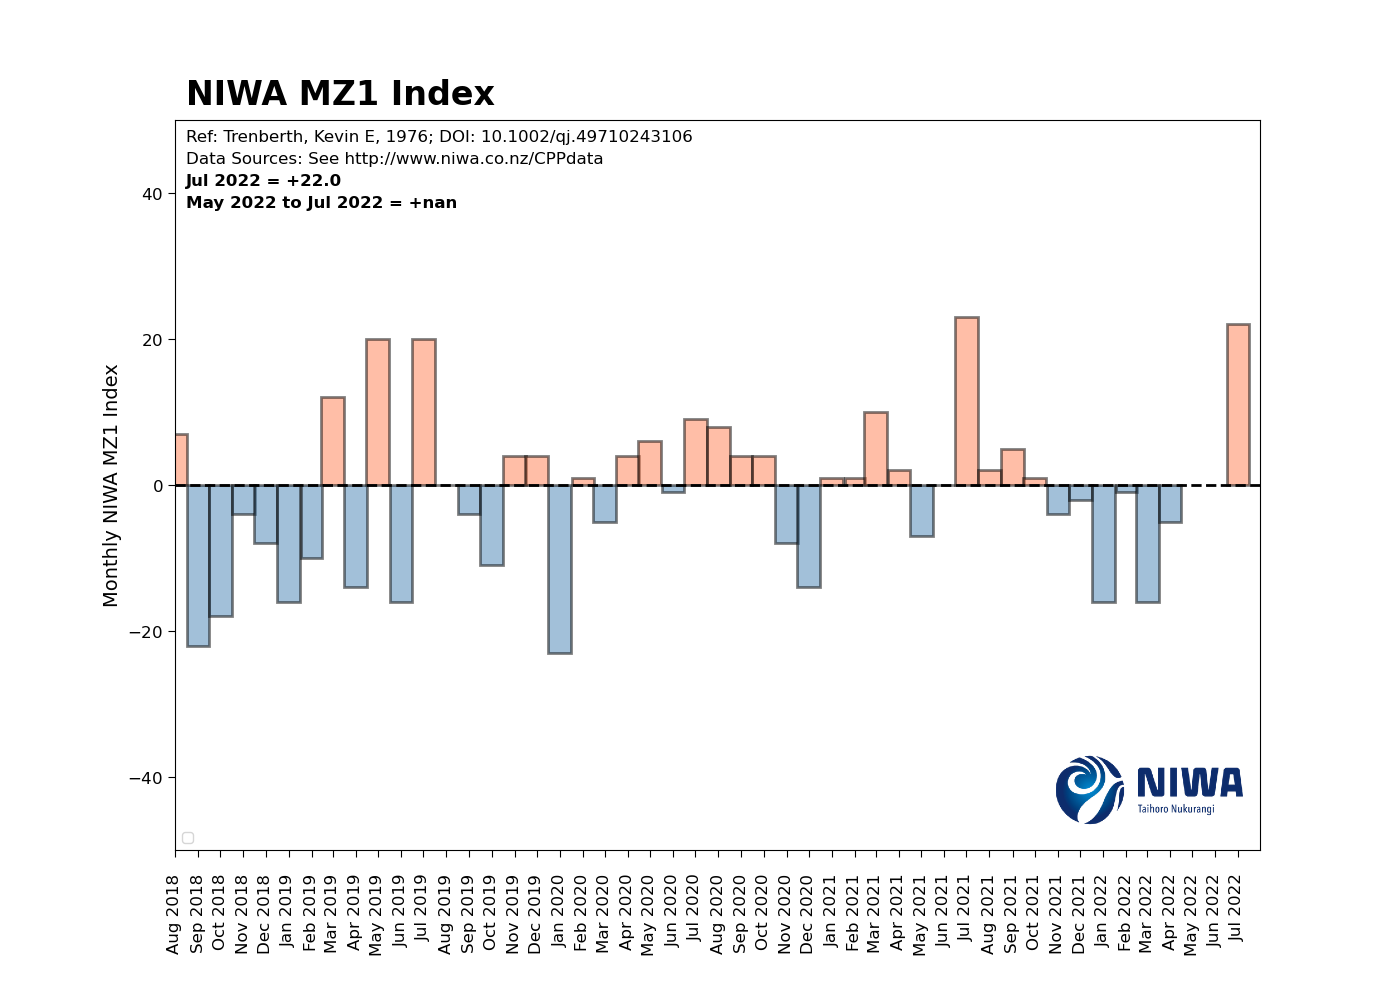 NIWA MZ1 Index
Ref: Trenberth, Kevin E, 1976; DOI: 10.1002/qj.49710243106
Data Sources: See http://www.niwa.co.nz/CPPdata
Jul 2022 = +22.0
May 2022 to Jul 2022 = +nan
Monthly NIWA MZ1 Index
40
20
0
−20
−40
NIWA
Taihoro Nukurangi
Aug 2018
Sep 2018
Oct 2018
Nov 2018
Dec 2018
Jan 2019
Feb 2019
Mar 2019
Apr 2019
May 2019
Jun 2019
Jul 2019
Aug 2019
Sep 2019
Oct 2019
Nov 2019
Dec 2019
Jan 2020
Feb 2020
Mar 2020
Apr 2020
May 2020
Jun 2020
Jul 2020
Aug 2020
Sep 2020
Oct 2020
Nov 2020
Dec 2020
Jan 2021
Feb 2021
Mar 2021
Apr 2021
May 2021
Jun 2021
Jul 2021
Aug 2021
Sep 2021
Oct 2021
Nov 2021
Dec 2021
Jan 2022
Feb 2022
Mar 2022
Apr 2022
May 2022
Jun 2022
Jul 2022